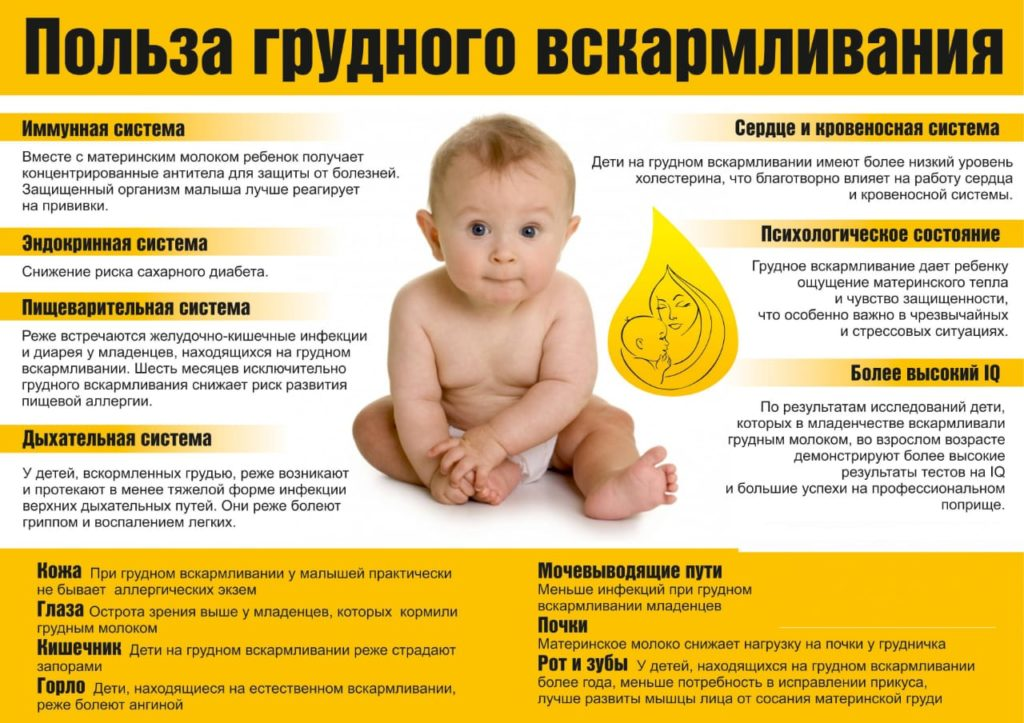 Польза грудного вскармливания
Иммунная система
Вместе с материнским молоком ребенок получает
концентрированные антитела для защиты от болезней.
Защищенный организм малыша лучше реагирует
на прививки.
Эндокринная система
Снижение риска сахарного диабета.
Пищеварительная система
Реже встречаются желудочно-кишечные инфекции
и диарея у младенцев, находящихся на грудном
вскармливании. Шесть месяцев исключительно
грудного вскармливания снижает риск развития
пищевой аллергии.
Дыхательная система
У детей, вскормленных грудью, реже возникают
и протекают в менее тяжелой форме инфекции
верхних дыхательных путей. Они реже болеют
гриппом и воспалением легких.
Сердце и кровеносная система
Дети на грудном вскармливании имеют более низкий уровень
холестерина, что благотворно влияет на работу сердца
и кровеносной системы.
Психологическое состояние
Грудное вскармливание дает ребенку
ощущение материнского тепла
и чувство защищенности,
что особенно важно в чрезвычайных
и стрессовых ситуациях.
Более высокий IQ
По результатам исследований дети,
которых в младенчестве вскармливали
грудным молоком, во взрослом возрасте
демонстрируют более высокие
результаты тестов на IQ
и большие успехи на профессиональном
поприще.
Кожа При грудном вскармливании у малышей практически
не бывает аллергических экзем
Глаза Острота зрения выше у младенцев, которых кормили
грудным молоком
Кишечник Дети на грудном вскармливании реже страдают
запорами
Горло Дети, находящиеся на естественном вскармливании,
реже болеют ангиной
Мочевыводящие пути
Меньше инфекций при грудном
вскармливании младенцев
Почки
Материнское молоко снижает нагрузку на почки у грудничка
Рот и зубы У детей, находящихся на грудном вскармливании
более года, меньше потребность в исправлении прикуса,
лучше развиты мышцы лица от сосания материнской груди